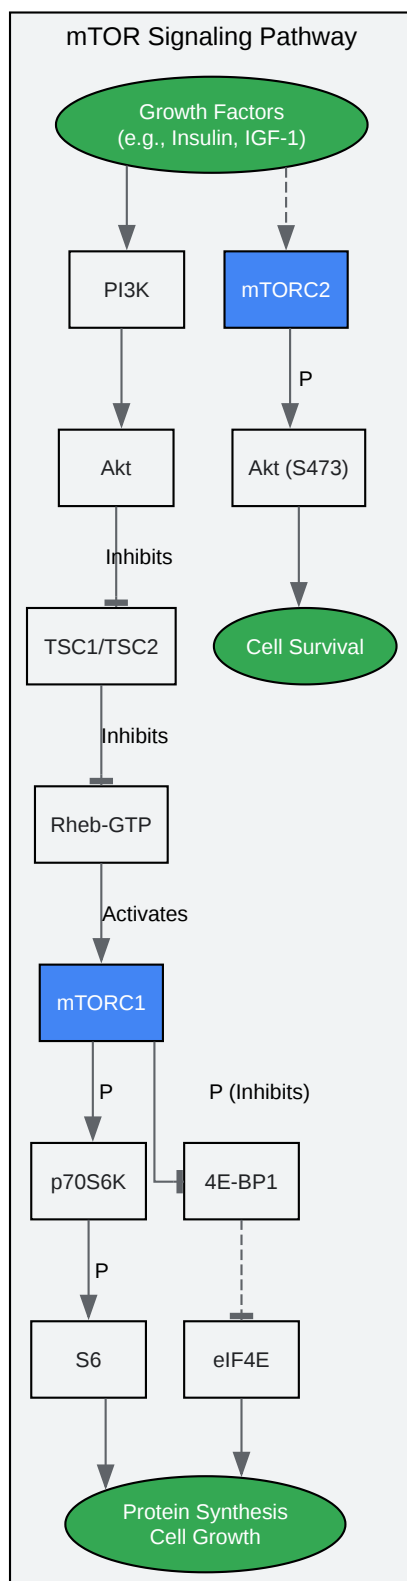 mTOR Signaling Pathway
Growth Factors
(e.g., Insulin, IGF-1)
PI3K
mTORC2
P
Akt
Akt (S473)
Inhibits
TSC1/TSC2
Cell Survival
Inhibits
Rheb-GTP
Activates
mTORC1
P
P (Inhibits)
p70S6K
4E-BP1
P
S6
eIF4E
Protein Synthesis
Cell Growth